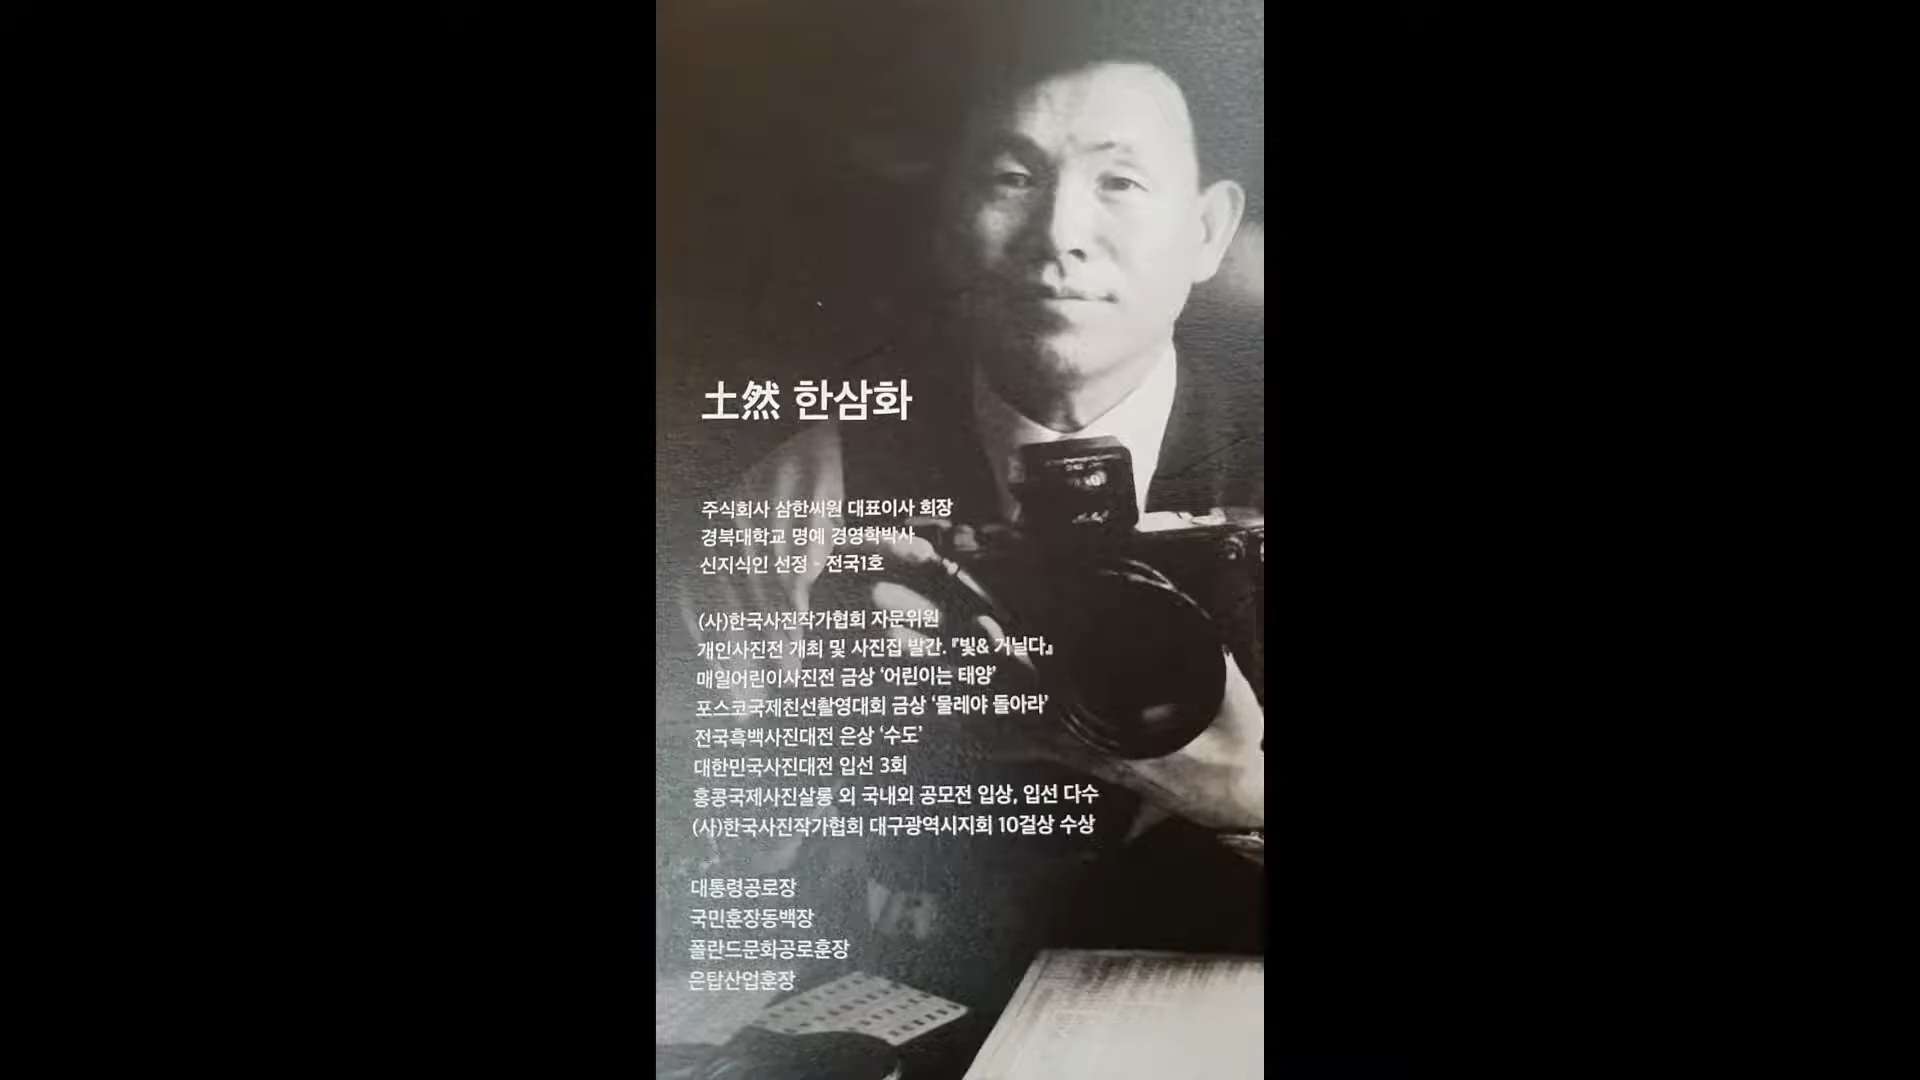 土然 한삼화
주식회사 삼한씨원 대표이사 회장
경북대학교 명예 경영학박사
신지식인 선정 - 전국1호
(사)한국사진작가협회 자문위원
개인사진전 개최 및 사진집 발간. 『빛& 거닐다』
매일어린이사진전 금상 ‘어린이는 태양’
포스코국제친선촬영대회 금상 ‘물레야 돌아라’
전국흑백사진대전 은상 ‘수도’
대한민국사진대전 입선 3회
홍콩국제사진살롱 외 국내외 공모전 입상, 입선 다수
(사)한국사진작가협회 대구광역시지회 10걸상 수상
대통령공로장
국민훈장동백장
폴란드문화공로훈장
은탑산업훈장